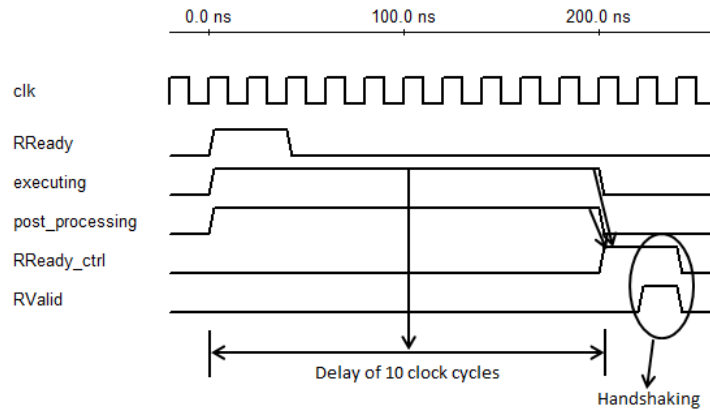 0.0 ns 100.0 ns 200.0 ns
clk
RReady
executing
post_processing
RReady_ctrl
RValid
Delay of 10 clock cycles
Handshaking